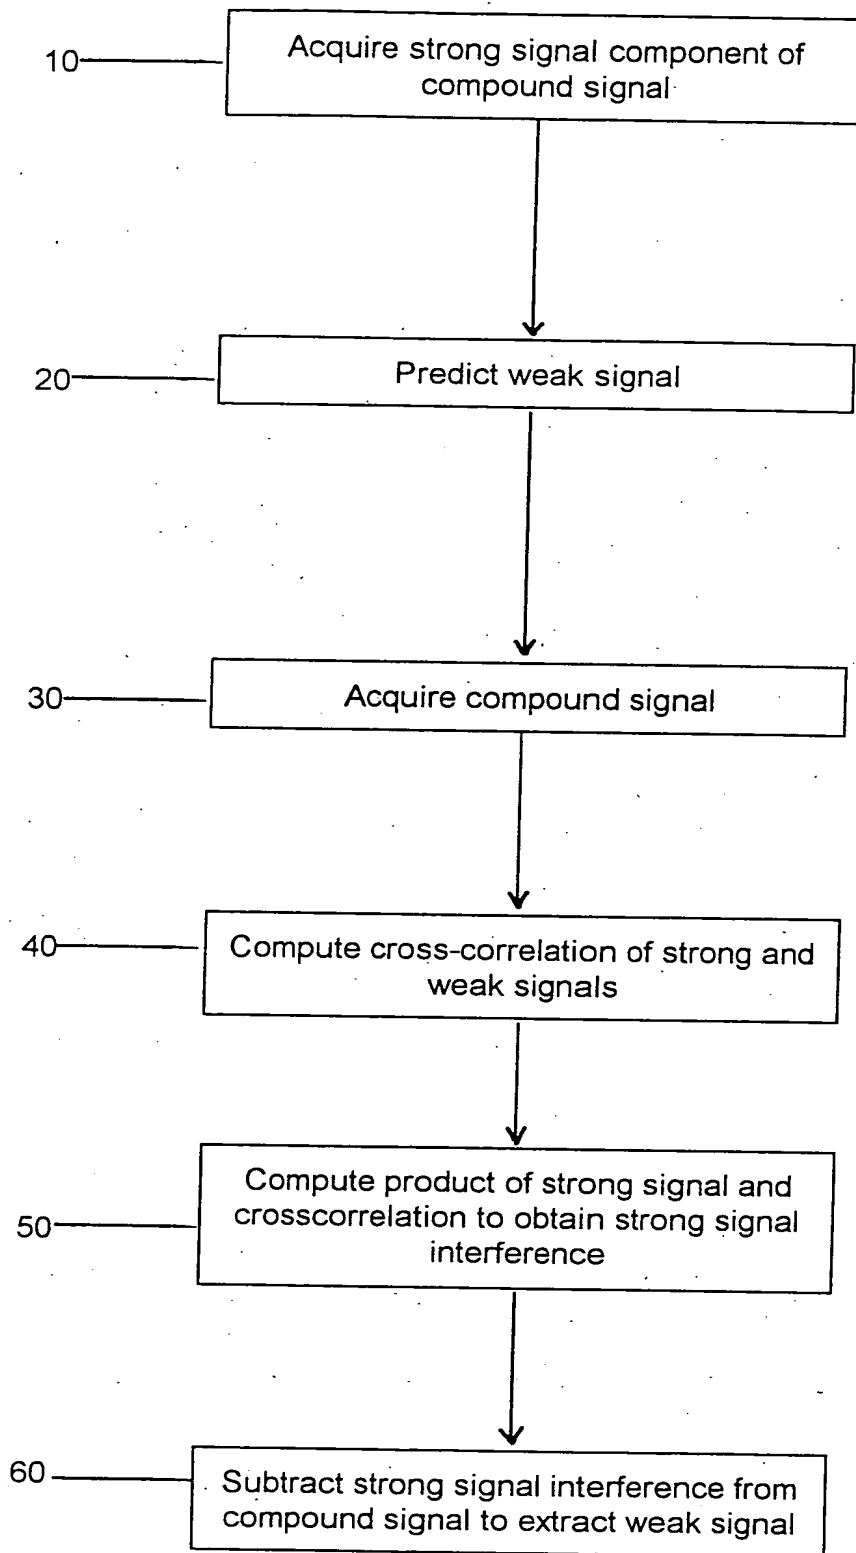 10
Acquire strong signal component of
compound signal
20
Predict weak signal
30
Acquire compound signal
40
Compute cross-correlation of strong and
weak signals
50
Compute product of strong signal and
crosscorrelation to obtain strong signal
interference
60
Subtract strong signal interference from
compound signal to extract weak signal